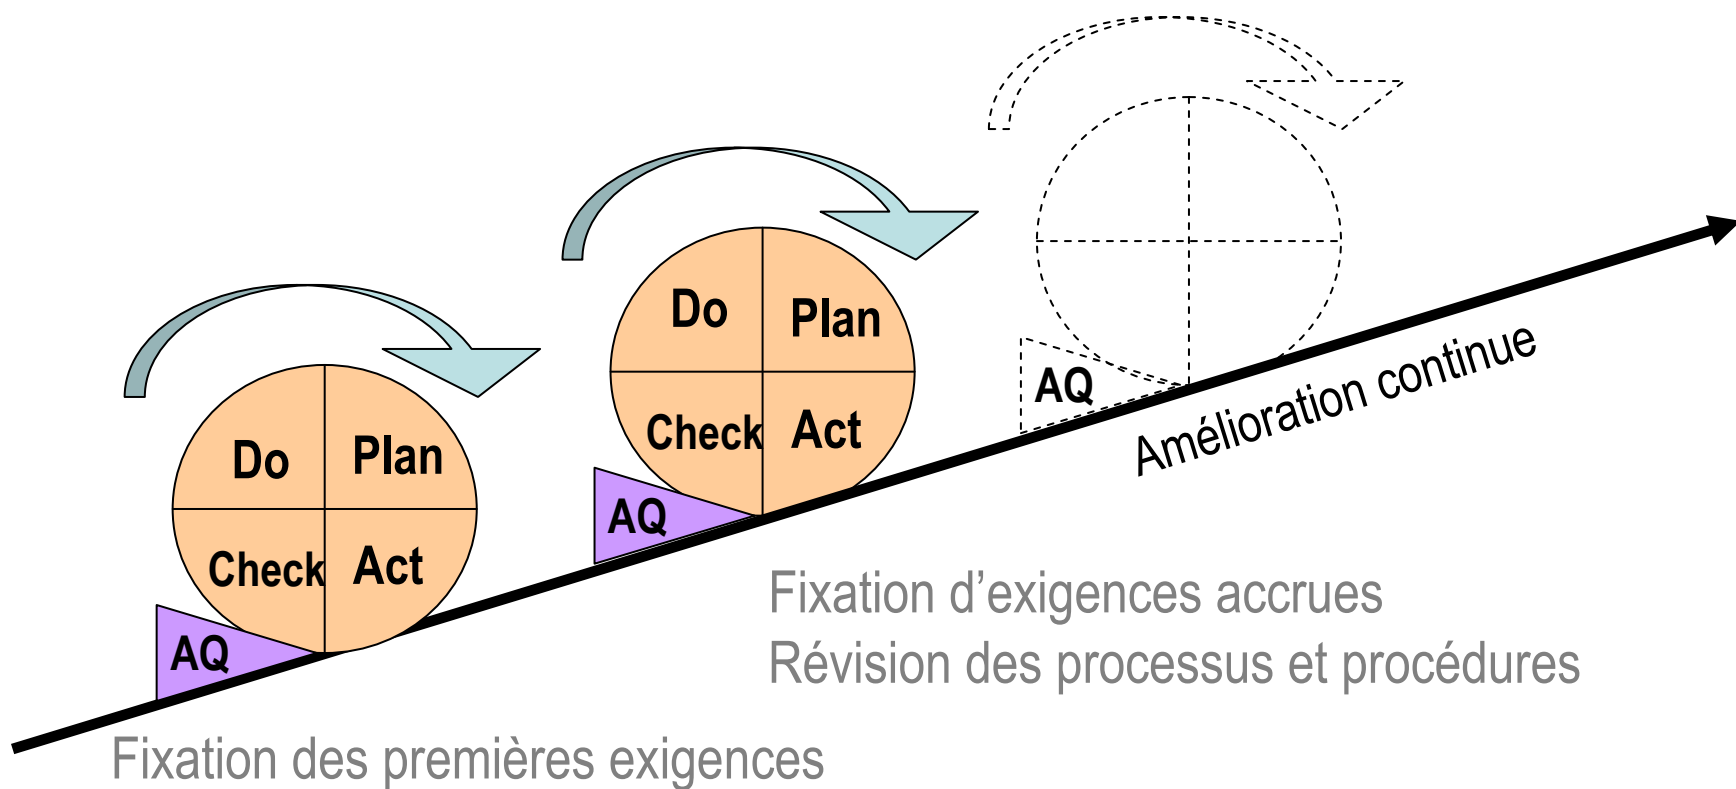 Do
Plan
Check
Act
AQ
Do
Plan
Check
Act
AQ
AQ
Amélioration continue
Fixation d’exigences accrues
Révision des processus et procédures
Fixation des premières exigences